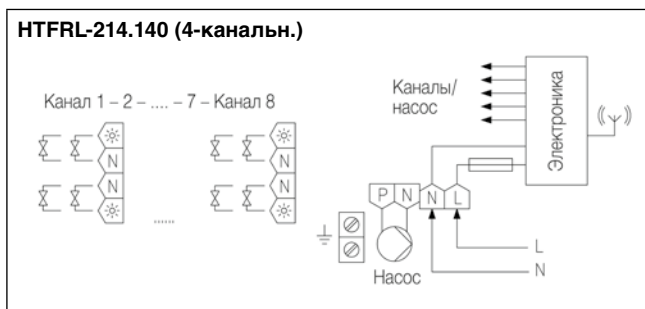 HTFRL-214.140 (4-канальн.)
Канал 1 – 2 – .... – 7 – Канал 8
N
N
N
N
......
Каналы/
насос
Электроника
P N N L
Насос
L
N